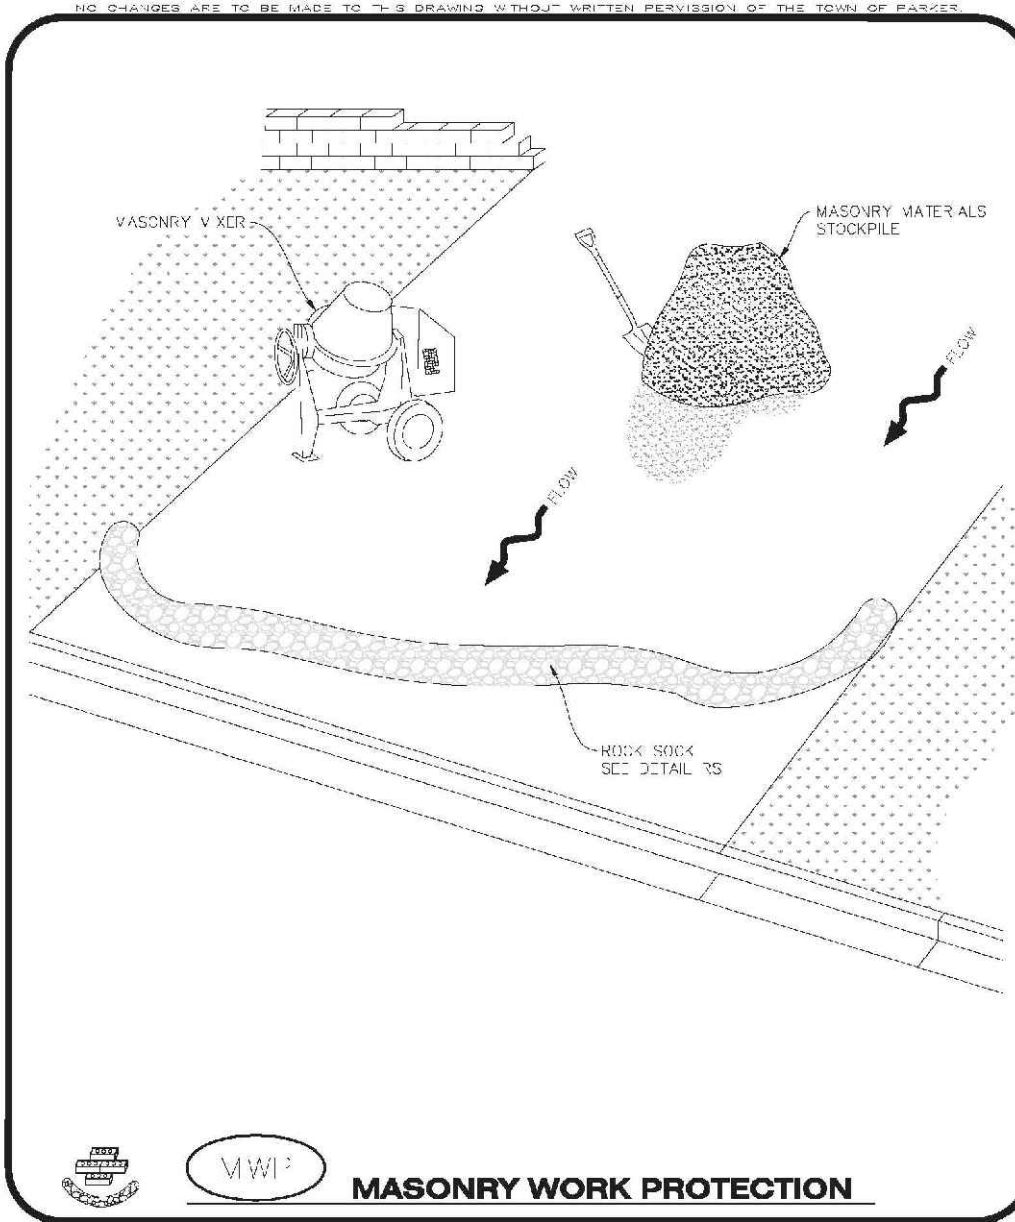 NO CHANGES ARE TO BE MADE TO THIS DRAWING WITHOUT WRITTEN PERMISSION OF THE TOWN OF PARKER.
MASONRY MIXER
MASONRY MATERIALS
STOCKPILE
FLOW
FLOW
ROCK SOCK
SEE DETAIL RS
MWP
MASONRY WORK PROTECTION